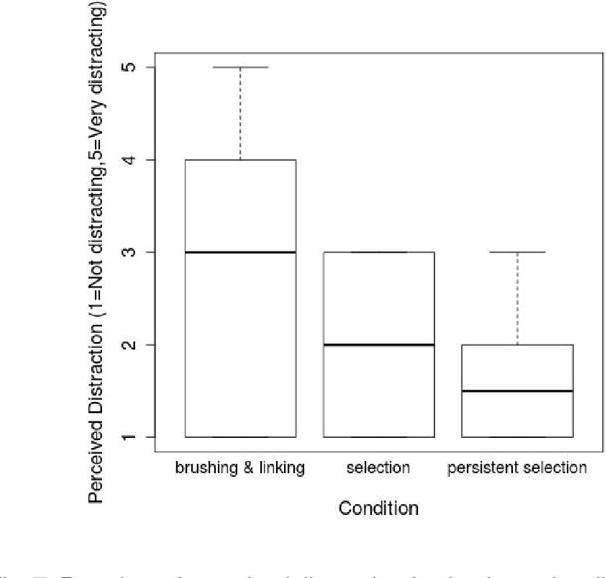 Perceived Distraction (1=Not distracting,5=Very distracting)
5
4
3
2
1
brushing & linking
selection
persistent selection
Condition